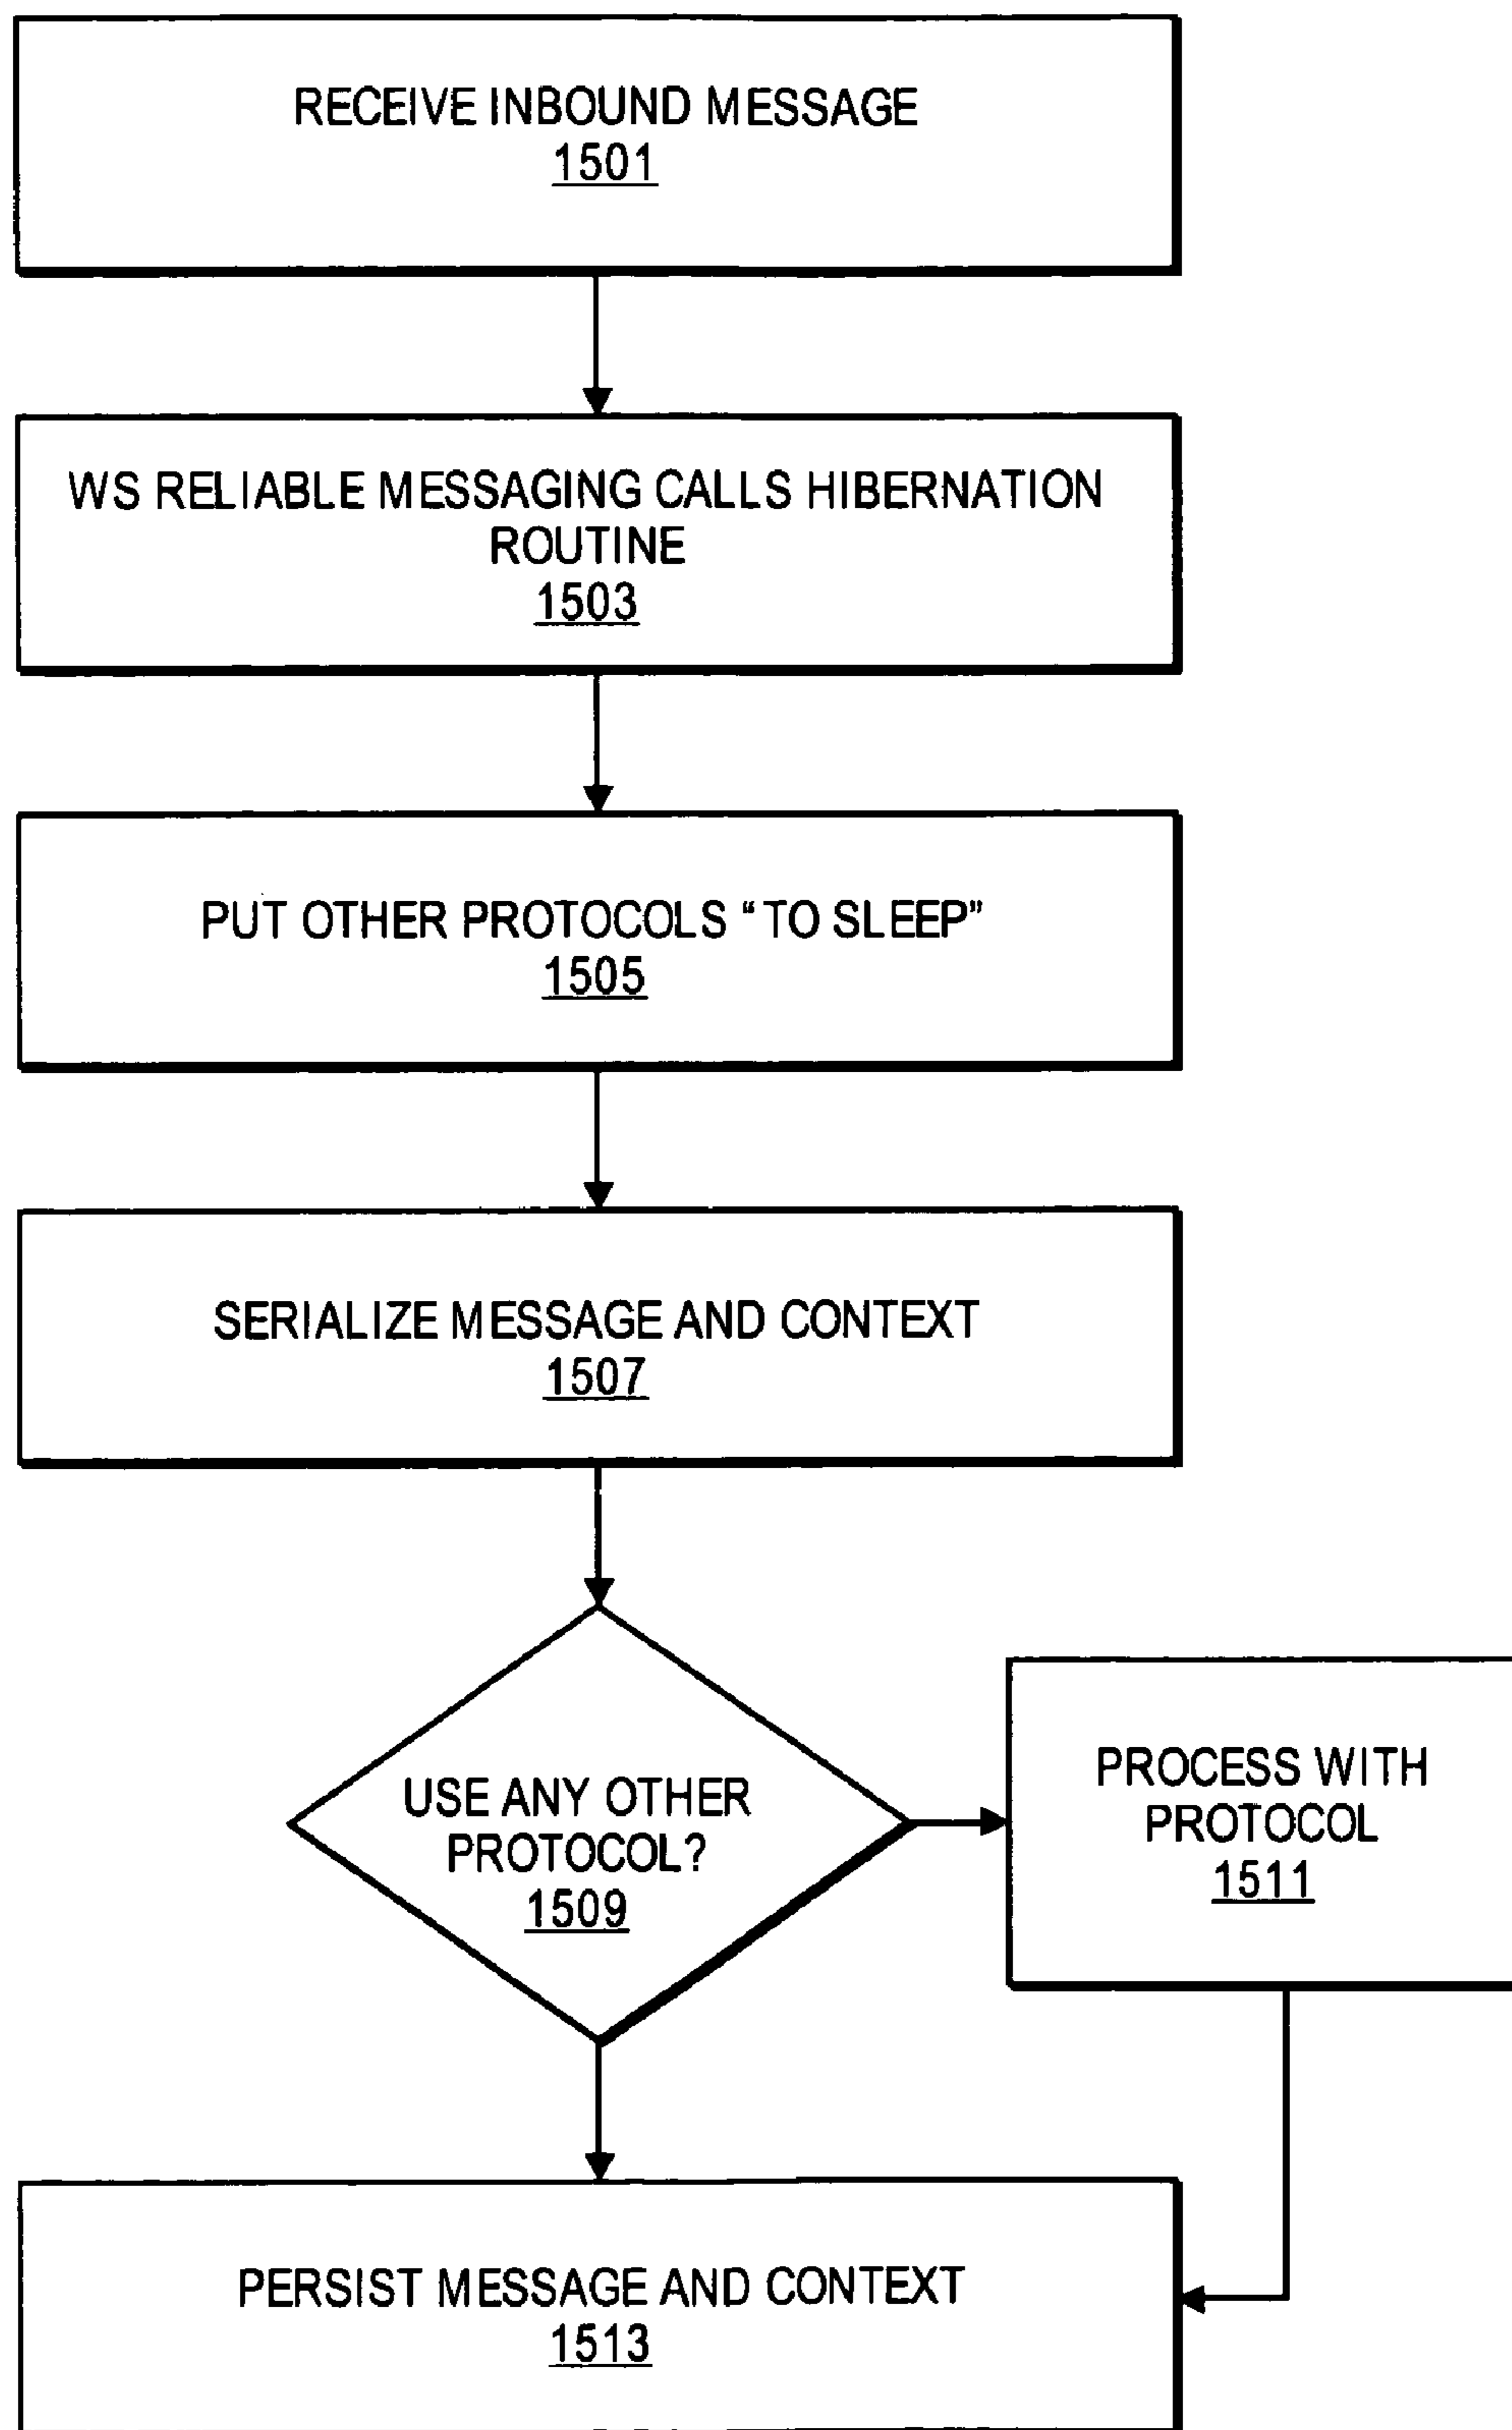 RECEIVE INBOUND MESSAGE
1501
WS RELIABLE MESSAGING CALLS HIBERNATION
ROUTINE
1503
PUT OTHER PROTOCOLS “TO SLEEP”
1505
SERIALIZE MESSAGE AND CONTEXT
1507
USE ANY OTHER
PROTOCOL?
1509
PROCESS WITH
PROTOCOL
1511
PERSIST MESSAGE AND CONTEXT
1513